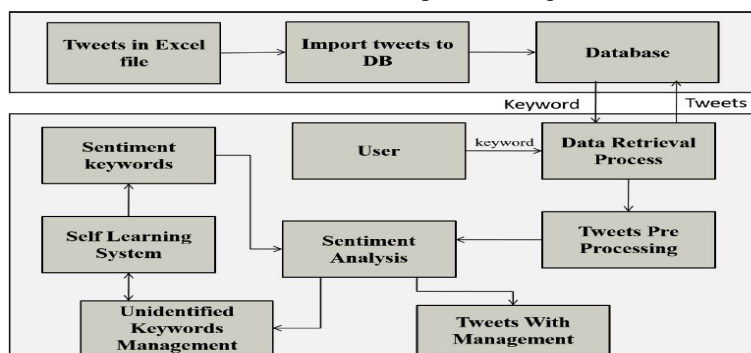 Tweets in Excel
file
Import tweets to
DB
Database
Keyword
Tweets
Sentiment
keywords
User
keyword
Data Retrieval
Process
Self Learning
System
Sentiment
Analysis
Tweets Pre
Processing
Unidentified
Keywords
Management
Tweets With
Management